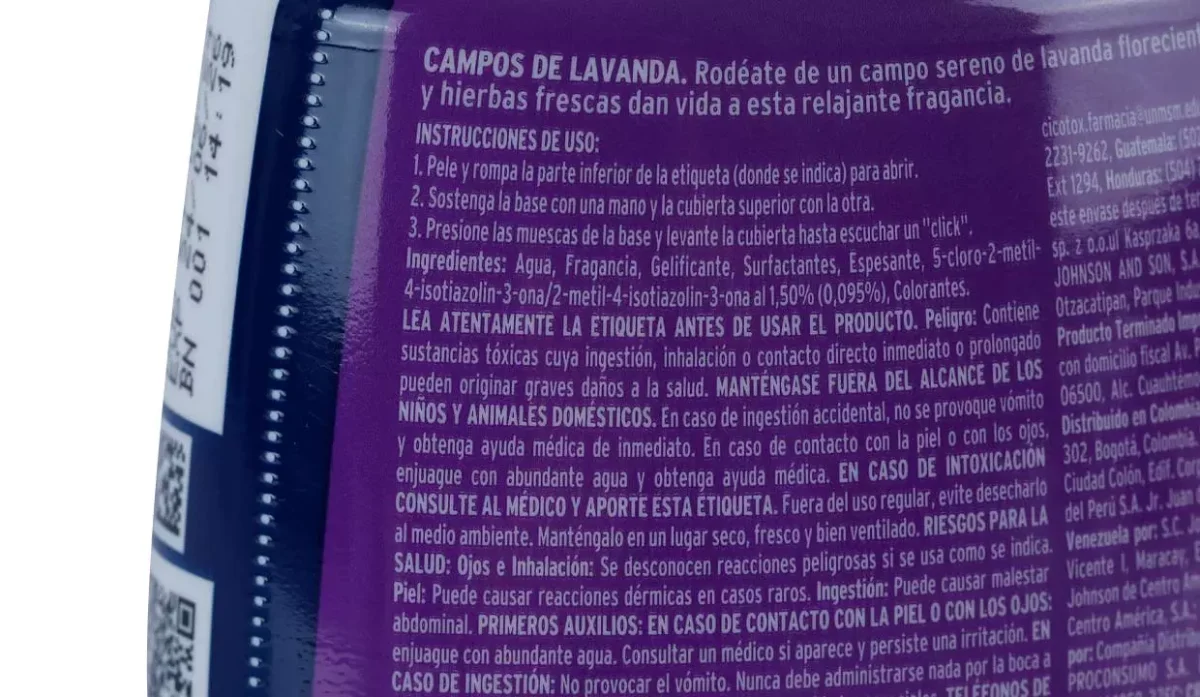 CAMPOS DE LAVANDA. Rodéate de un campo sereno de lavanda
y hierbas frescas dan vida a esta relajante fragancia.
INSTRUCCIONES DE USO:
1. Pele y rompa la parte inferior de la etiqueta (donde se indica) para abrir.
2. Sostenga la base con una mano y la cubierta superior con la otra.
3. Presione las muescas de la base y levante la cubierta hasta escuchar un "click".
Ingredientes: Agua, Fragancia, Gelificante, Surfactantes, Espesante, 5-cloro-2-metil-
4-isotiazolin-3-ona/2-metil-4-isotiazolin-3-ona al 1,50% (0,095%), Colorantes.
LEA ATENTAMENTE LA ETIQUETA ANTES DE USAR EL PRODUCTO. Peligro: Contiene
sustancias tóxicas cuya ingestión, inhalación o contacto directo inmediato o prolongado
pueden originar graves daños a la salud. MANTÉNGASE FUERA DEL ALCANCE DE LOS
NIÑOS Y ANIMALES DOMÉSTICOS. En caso de ingestión accidental, no se provoque vómito
y obtenga ayuda médica de inmediato. En caso de contacto con la piel o con los ojos,
enjuague con abundante agua y obtenga ayuda médica. EN CASO DE INTOXICACIÓN
CONSULTE AL MÉDICO Y APORTE ESTA ETIQUETA. Fuera del uso regular, evite desecharlo
al medio ambiente. Manténgalo en un lugar seco, fresco y bien ventilado. RIESGOS PARA LA
SALUD: Ojos e Inhalación: Se desconocen reacciones peligrosas si se usa como se indica.
Piel: Puede causar reacciones dérmicas en casos raros. Ingestión: Puede causar malestar
abdominal. PRIMEROS AUXILIOS: EN CASO DE CONTACTO CON LA PIEL O CON LOS OJOS:
enjuague con abundante agua. Consultar un médico si aparece y persiste una irritación. EN
CASO DE INGESTIÓN: No provocar el vómito. Nunca debe administrarse nada por la boca a
TELÉFONOS DE
cicotox.farmacia@unmsm.e
2231-9262, Guatemala: (50
Ext 1294, Honduras: (504)
este envase después de
sp. z o.o.ul Kasprzaka 6
JOHNSON AND SON, S.A.
Otzacatipan, Parque
Producto Terminado
con domicilio fiscal Av.
06500, Alc.
Distribuido en
302, Bogotá, Colombia
Ciudad Colón, Edif.
del Perú S.A. Jr. Juan
Venezuela por: S.C.
Vicente I, Maracay,
Johnson de Centro
Centro América, S.A.
por: Compañía
PROCONSUMO S.A.
BN 001 14:19